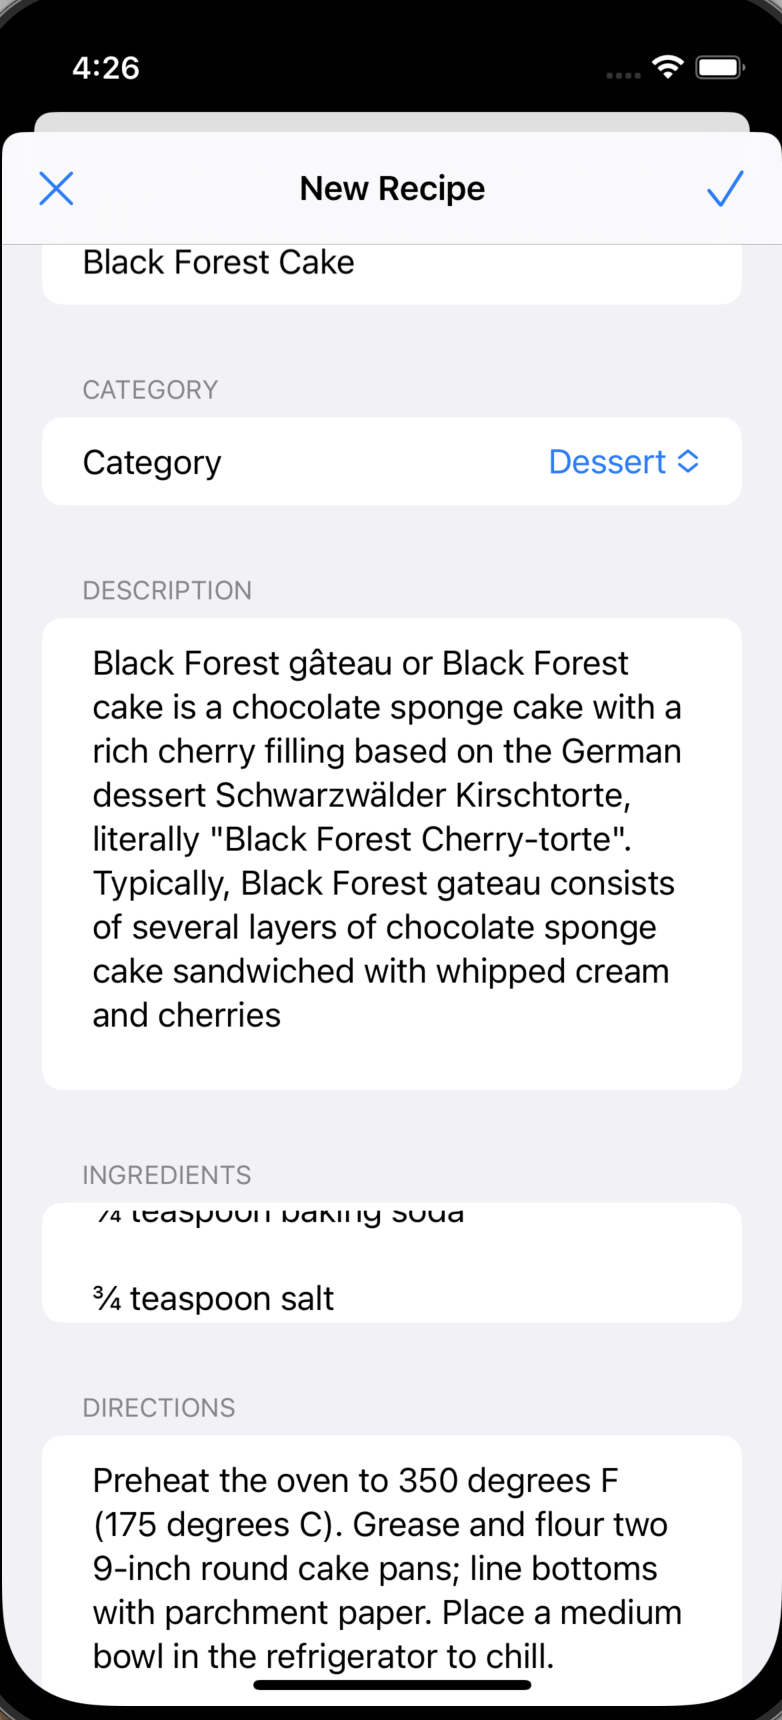 4:26
New Recipe
Black Forest Cake
CATEGORY
Category Dessert
DESCRIPTION
Black Forest gâteau or Black Forest
cake is a chocolate sponge cake with a
rich cherry filling based on the German
dessert Schwarzwälder Kirschtorte,
literally "Black Forest Cherry-torte".
Typically, Black Forest gateau consists
of several layers of chocolate sponge
cake sandwiched with whipped cream
and cherries
INGREDIENTS
teaspoon baking soda
¾ teaspoon salt
DIRECTIONS
Preheat the oven to 350 degrees F
(175 degrees C). Grease and flour two
9-inch round cake pans; line bottoms
with parchment paper. Place a medium
bowl in the refrigerator to chill.